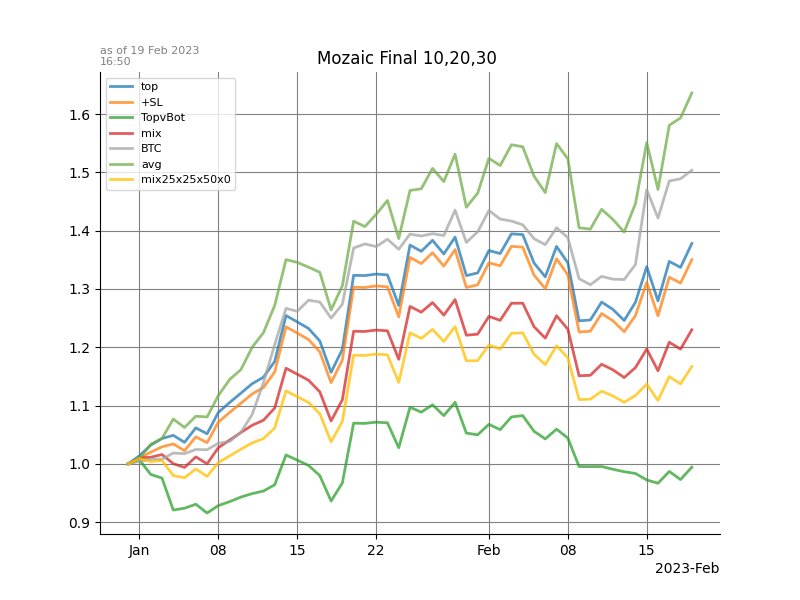 as of 19 Feb 2023
16:50
Mozaic Final 10,20,30
top
+SL
TopvBot
mix
BTC
avg
mix25x25x50x0
1.6
1.5
1.4
1.3
1.2
1.1
1.0
0.9
Jan
08
15
22
Feb
08
15
2023-Feb